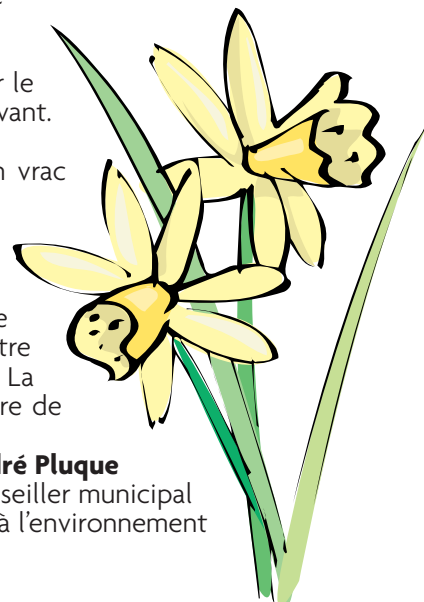 r le
vant.
n vrac
e
tre
La
re de
dré Pluque
seiller municipal
à l’environnement